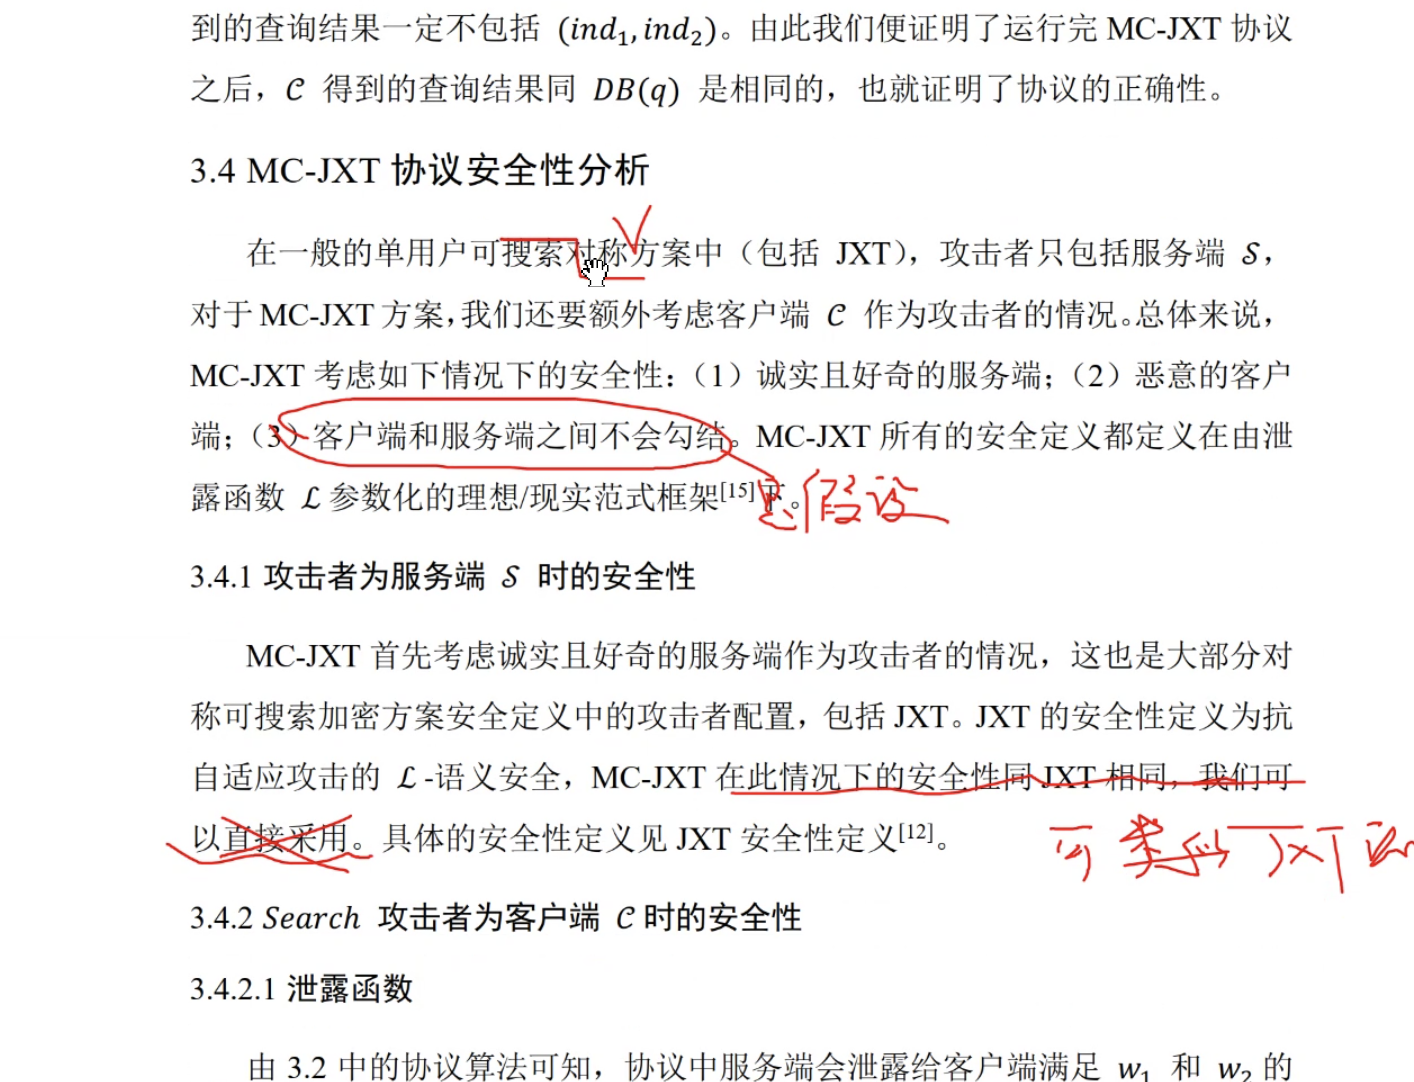 到的查询结果一定不包括 (ind₁, ind₂)。由此我们便证明了运行完 MC-JXT 协议
之后，𝒞 得到的查询结果同 DB(q) 是相同的，也就证明了协议的正确性。
3.4 MC-JXT 协议安全性分析
在一般的单用户可搜索对称方案中（包括 JXT），攻击者只包括服务端 𝒮，
对于 MC-JXT 方案，我们还要额外考虑客户端 𝒞 作为攻击者的情况。总体来说，
MC-JXT 考虑如下情况下的安全性：（1）诚实且好奇的服务端；（2）恶意的客户
端；（3）客户端和服务端之间不会勾结。MC-JXT 所有的安全定义都定义在由泄
露函数 ℒ 参数化的理想/现实范式框架[15]下。
假设
3.4.1 攻击者为服务端 𝒮 时的安全性
MC-JXT 首先考虑诚实且好奇的服务端作为攻击者的情况，这也是大部分对
称可搜索加密方案安全定义中的攻击者配置，包括 JXT。JXT 的安全性定义为抗
自适应攻击的 ℒ-语义安全，MC-JXT 在此情况下的安全性同 JXT 相同，我们可
以直接采用。具体的安全性定义见 JXT 安全性定义[12]。
可类似 JXT
3.4.2 Search 攻击者为客户端 𝒞 时的安全性
3.4.2.1 泄露函数
由 3.2 中的协议算法可知，协议中服务端会泄露给客户端满足 w₁ 和 w₂ 的